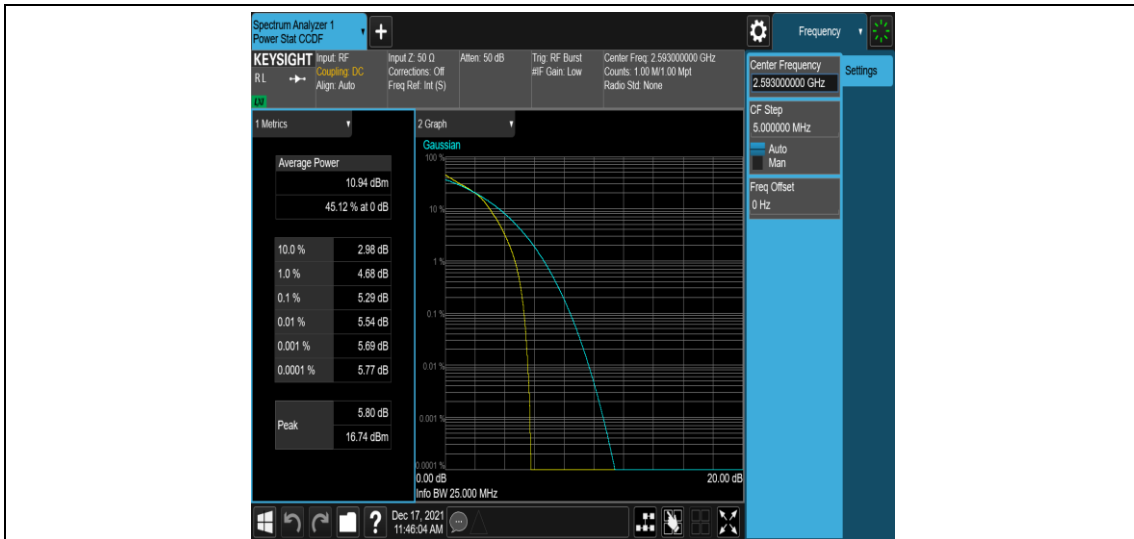 Spectrum Analyzer 1
Power Stat CCDF
+
Frequency
KEYSIGHT
RL
LXI
Input: RF
Coupling: DC
Align: Auto
Input Z: 50 Ω
Corrections: Off
Freq Ref: Int (S)
Atten: 50 dB
Trig: RF Burst
#IF Gain: Low
Center Freq: 2.593000000 GHz
Counts: 1.00 M/1.00 Mpt
Radio Std: None
Center Frequency
2.593000000 GHz
Settings
CF Step
5.000000 MHz
Auto
Man
Freq Offset
0 Hz
1 Metrics
Average Power
10.94 dBm
45.12 % at 0 dB
10.0 % 2.98 dB
1.0 % 4.68 dB
0.1 % 5.29 dB
0.01 % 5.54 dB
0.001 % 5.69 dB
0.0001 % 5.77 dB
Peak
5.80 dB
16.74 dBm
2 Graph
Gaussian
100 %
10 %
1 %
0.1 %
0.01 %
0.001 %
0.0001 %
0.00 dB 20.00 dB
Info BW 25.000 MHz
?
Dec 17, 2021
11:46:04 AM